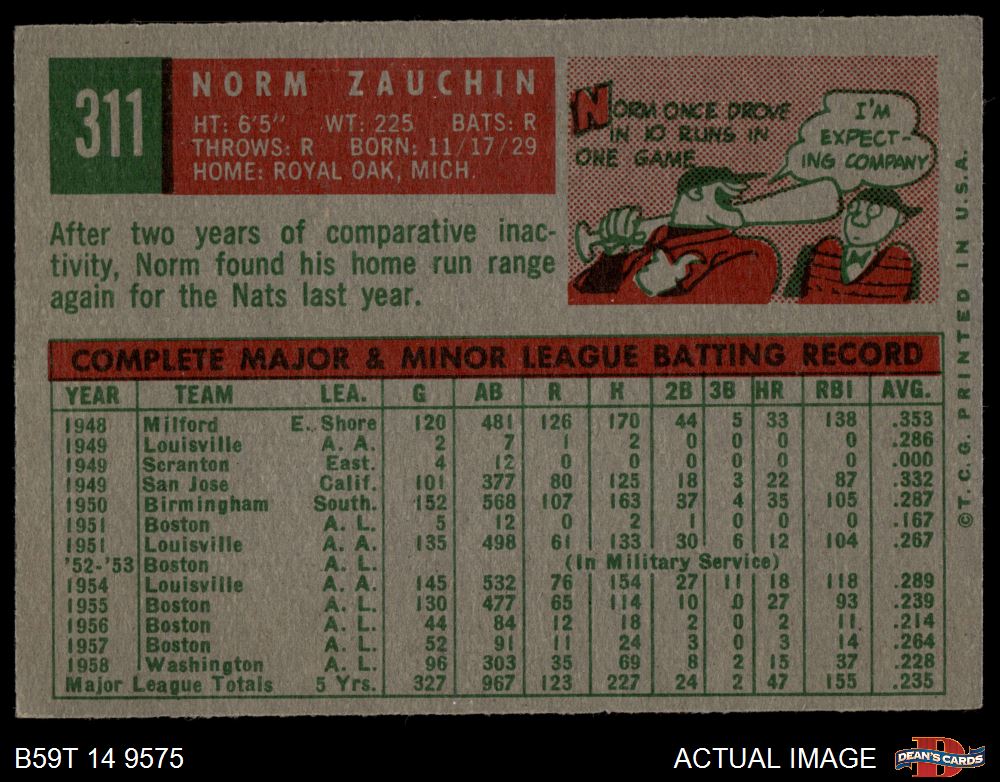 311
NORM ZAUCHIN
HT: 6'5" WT: 225 BATS: R
THROWS: R BORN: 11/17/29
HOME: ROYAL OAK, MICH.
NORM ONCE DROVE
IN 10 RUNS IN
ONE GAME
I'M
EXPECT-
ING COMPANY
After two years of comparative inac-
tivity, Norm found his home run range
again for the Nats last year.
COMPLETE MAJOR & MINOR LEAGUE BATTING RECORD
YEAR TEAM LEA. G AB R H 2B 3B HR RBI AVG.
1948 Milford E. Shore 120 481 126 170 44 5 33 138 .353
1949 Louisville A. A. 2 7 1 2 0 0 0 0 .286
1949 Scranton East. 4 12 0 0 0 0 0 0 .000
1949 San Jose Calif. 101 377 80 125 18 3 22 87 .332
1950 Birmingham South. 152 568 107 163 37 4 35 105 .287
1951 Boston A. L. 5 12 0 2 1 0 0 0 .167
1951 Louisville A. A. 135 498 61 133 30 6 12 104 .267
'52-'53 Boston (In Military Service)
1954 Louisville A. A. 145 532 76 154 27 11 18 118 .289
1955 Boston A. L. 130 477 65 114 10 0 27 93 .239
1956 Boston A. L. 44 84 12 18 2 0 2 11 .214
1957 Boston A. L. 52 91 11 24 3 0 3 14 .264
1958 Washington A. L. 96 303 35 69 8 2 15 37 .228
Major League Totals 5 Yrs. 327 967 123 227 24 2 47 155 .235
©T.C.G. PRINTED IN U.S.A.
B59T 14 9575
ACTUAL IMAGE
D
DEAN'S CARDS